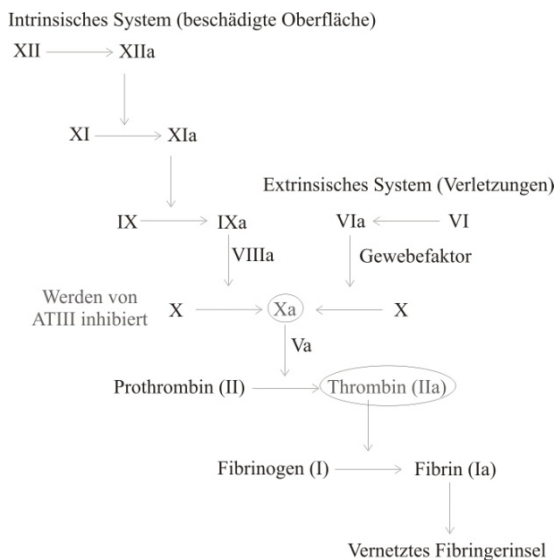 Intrinsisches System (beschädigte Oberfläche)
XII XIIa
XI XIa
Extrinsisches System (Verletzungen)
IX IXa VIa VI
VIIIa Gewebefaktor
Werden von
ATIII inhibiert
X Xa X
Va
Prothrombin (II) Thrombin (IIa)
Fibrinogen (I) Fibrin (Ia)
Vernetztes Fibringerinsel